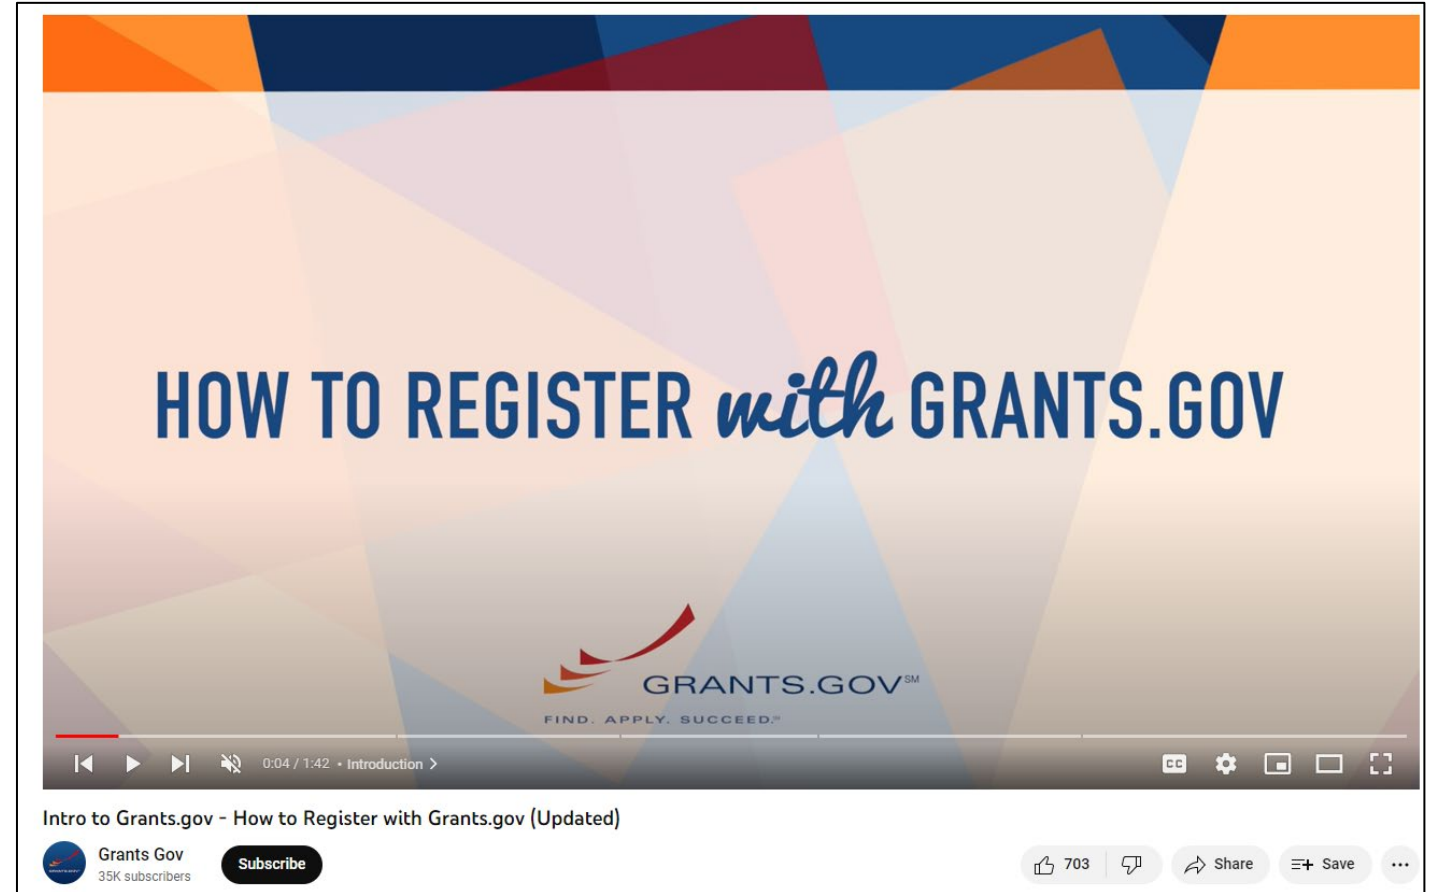 HOW TO REGISTER with GRANTS.GOV
GRANTS.GOV℠
FIND. APPLY. SUCCEED.℠
CC
0:04 / 1:42 • Introduction
Intro to Grants.gov - How to Register with Grants.gov (Updated)
Grants Gov
35K subscribers
Subscribe
703
Share
Save